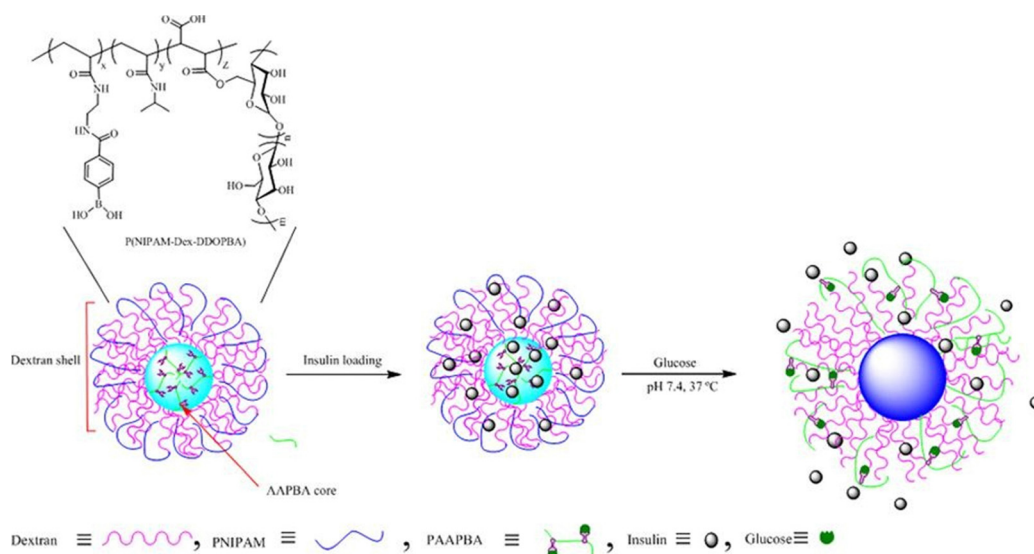 OH
x
y
z
O
O
O
OH
NH
NH
O
O
OH
OH
HN
O
n
O
OH
HO
OH
O
m
B
HO
OH
P(NIPAM-Dex-DDOPBA)
Dextran shell
Insulin loading
Glucose
pH 7.4, 37 °C
AAPBA core
Dextran ≡ , PNIPAM ≡ , PAAPBA ≡ , Insulin ≡ , Glucose≡